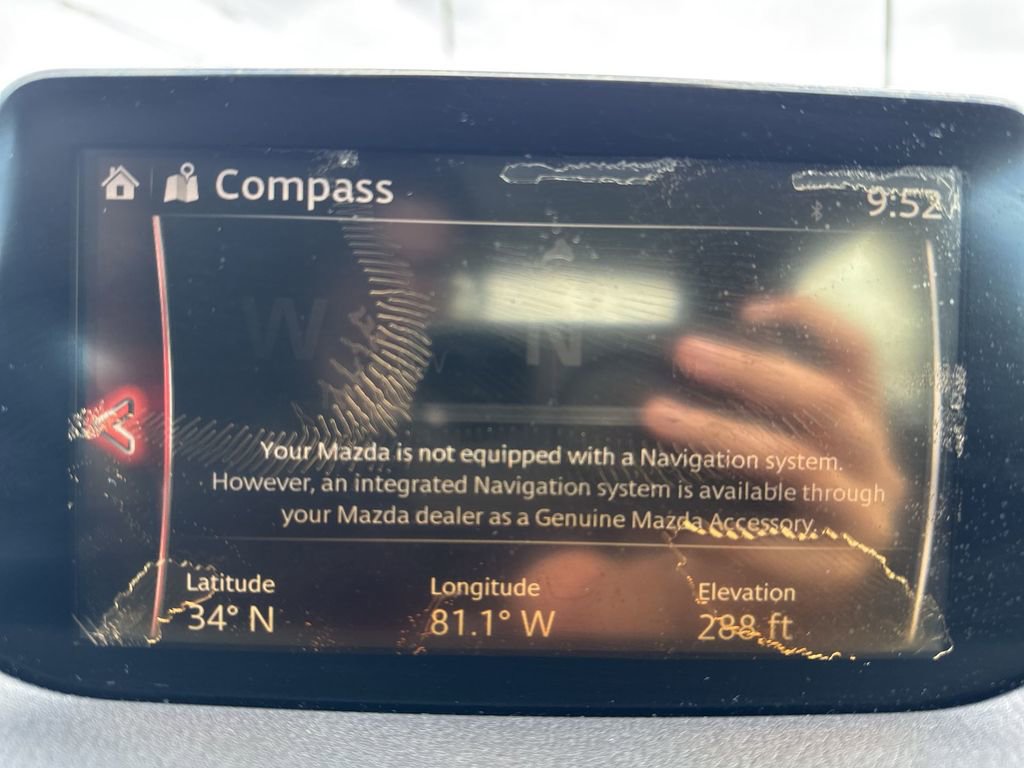 Compass
9:52
W
N
Your Mazda is not equipped with a Navigation system.
However, an integrated Navigation system is available through
your Mazda dealer as a Genuine Mazda Accessory.
Latitude Longitude Elevation
34° N 81.1° W 288 ft